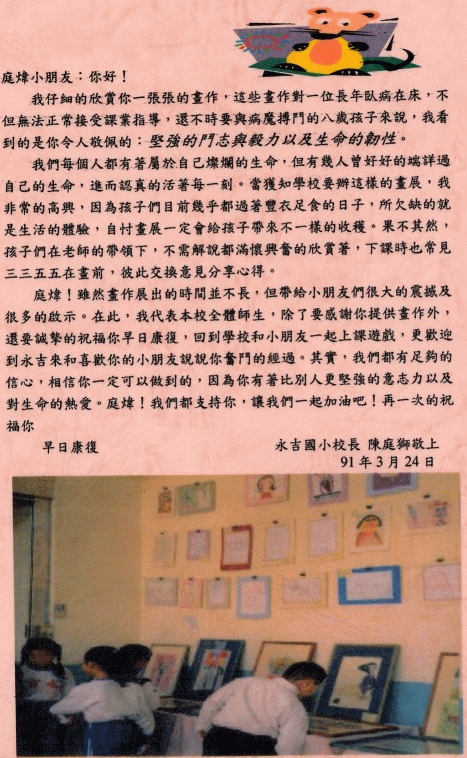 庭煒小朋友：你好！
我仔細的欣賞你一張張的畫作，這些畫作對一位長年臥病在床，不
但無法正常接受課業指導，還不時要與病魔搏鬥的八歲孩子來說，我看
到的是你令人敬佩的：堅強的鬥志與毅力以及生命的韌性。
我們每個人都有著屬於自己燦爛的生命，但有幾人曾好好的端詳過
自己的生命，進而認真的活著每一刻。當獲知學校要辦這樣的畫展，我
非常的高興，因為孩子們目前幾乎都過著豐衣足食的日子，所欠缺的就
是生活的體驗，自忖畫展一定會給孩子帶來不一樣的收穫。果不其然，
孩子們在老師的帶領下，不需解說都滿懷興奮的欣賞著，下課時也常見
三三五五在畫前，彼此交換意見分享心得。
庭煒！雖然畫作展出的時間並不長，但帶給小朋友們很大的震撼及
很多的啟示。在此，我代表本校全體師生，除了要感謝你提供畫作外，
還要誠摯的祝福你早日康復，回到學校和小朋友一起上課遊戲，更歡迎
到永吉來和喜歡你的小朋友說說你奮鬥的經過。其實，我們都有足夠的
信心，相信你一定可以做到的，因為你有著比別人更堅強的意志力以及
對生命的熱愛。庭煒！我們都支持你，讓我們一起加油吧！再一次的祝
福你
早日康復
永吉國小校長 陳庭獅敬上
91年3月24日